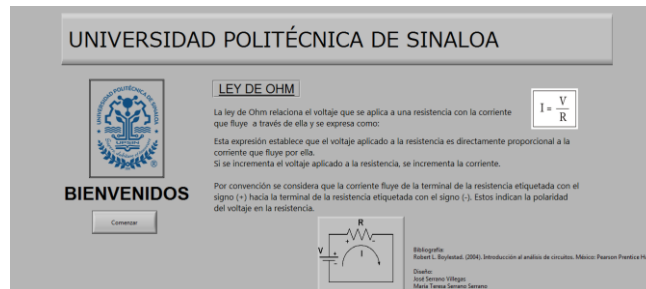 UNIVERSIDAD POLITÉCNICA DE SINALOA
LEY DE OHM
La ley de Ohm relaciona el voltaje que se aplica a una resistencia con la corriente
que fluye a través de ella y se expresa como:
I = V
R
Esta expresión establece que el voltaje aplicado a la resistencia es directamente proporcional a la
corriente que fluye por ella.
Si se incrementa el voltaje aplicado a la resistencia, se incrementa la corriente.
BIENVENIDOS
Comenzar
Por convención se considera que la corriente fluye de la terminal de la resistencia etiquetada con el
signo (+) hacia la terminal de la resistencia etiquetada con el signo (-). Estos indican la polaridad
del voltaje en la resistencia.
R
+ -
V + I
-
Bibliografía:
Robert L. Boylestad. (2004). Introducción al análisis de circuitos. México: Pearson Prentice H
Diseño:
José Serrano Villegas
María Teresa Serrano Serrano